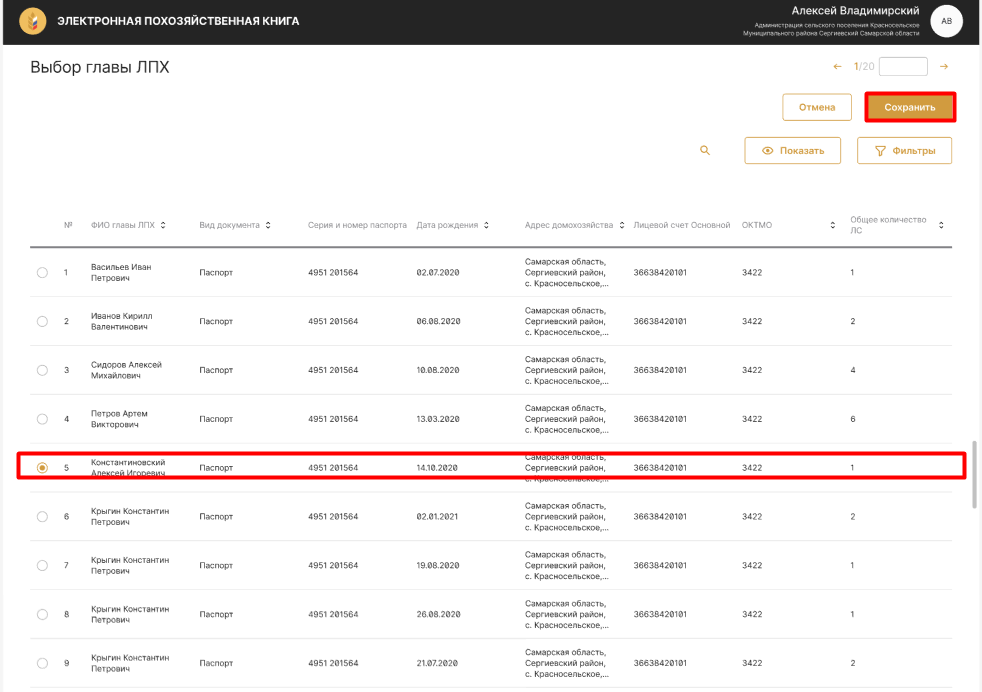 ЭЛЕКТРОННАЯ ПОХОЗЯЙСТВЕННАЯ КНИГА
Алексей Владимирский
Администрация сельского поселения Красносельское
Муниципального района Сергиевский Самарской области
АВ
Выбор главы ЛПХ
← 1/20 →
Отмена
Сохранить
Показать
Фильтры
№ ФИО главы ЛПХ Вид документа Серия и номер паспорта Дата рождения Адрес домохозяйства Лицевой счет Основной ОКТМО Общее количество
ЛС
Васильев Иван Самарская область,
1 Петрович Паспорт 4951 201564 02.07.2020 Сергиевский район, 36638420101 3422 1
с. Красносельское,...
Иванов Кирилл Самарская область,
2 Валентинович Паспорт 4951 201564 06.08.2020 Сергиевский район, 36638420101 3422 2
с. Красносельское,...
Сидоров Алексей Самарская область,
3 Михайлович Паспорт 4951 201564 10.08.2020 Сергиевский район, 36638420101 3422 4
с. Красносельское,...
Петров Артем Самарская область,
4 Викторович Паспорт 4951 201564 13.03.2020 Сергиевский район, 36638420101 3422 6
с. Красносельское,...
Константиновский Самарская область,
5 Алексей Игоревич Паспорт 4951 201564 14.10.2020 Сергиевский район, 36638420101 3422 1
с. Красносельское,...
Крыгин Константин Самарская область,
6 Петрович Паспорт 4951 201564 02.01.2021 Сергиевский район, 36638420101 3422 2
с. Красносельское,...
Крыгин Константин Самарская область,
7 Петрович Паспорт 4951 201564 19.08.2020 Сергиевский район, 36638420101 3422 1
с. Красносельское,...
Крыгин Константин Самарская область,
8 Петрович Паспорт 4951 201564 26.08.2020 Сергиевский район, 36638420101 3422 1
с. Красносельское,...
Крыгин Константин Самарская область,
9 Петрович Паспорт 4951 201564 21.07.2020 Сергиевский район, 36638420101 3422 2
с. Красносельское,...